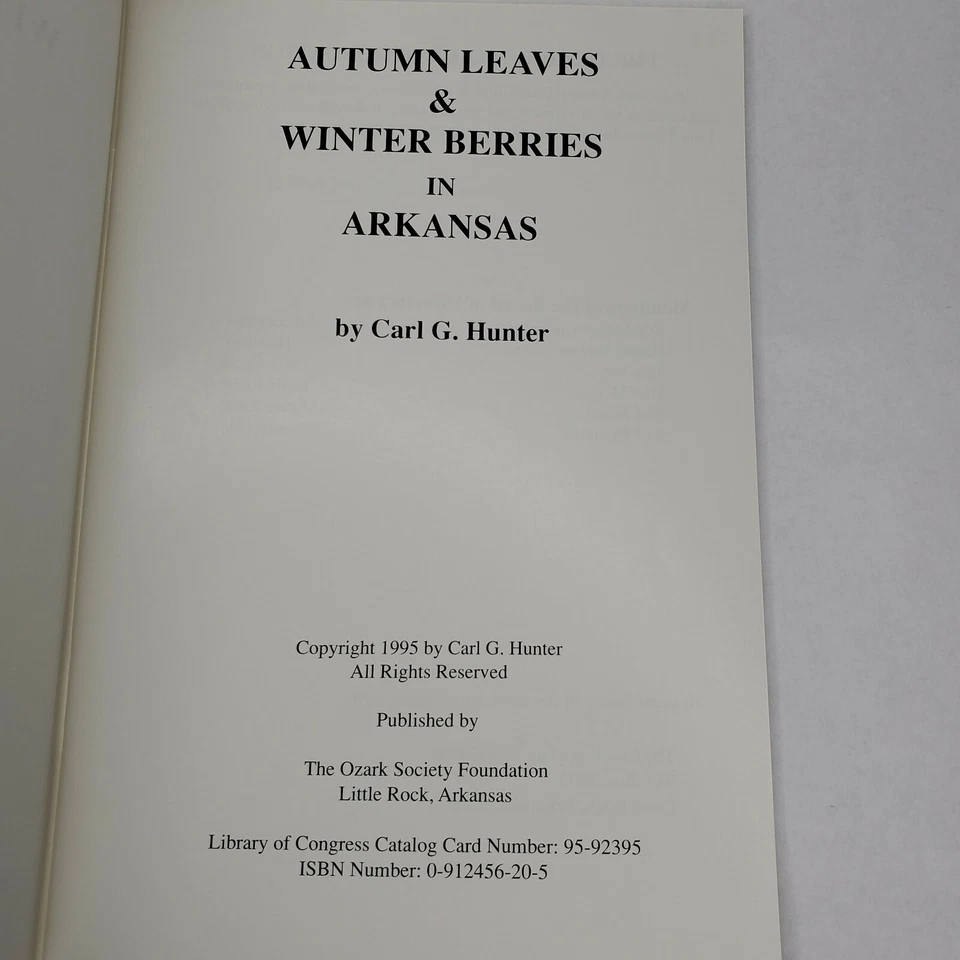 AUTUMN LEAVES
&
WINTER BERRIES
IN
ARKANSAS
by Carl G. Hunter
Copyright 1995 by Carl G. Hunter
All Rights Reserved
Published by
The Ozark Society Foundation
Little Rock, Arkansas
Library of Congress Catalog Card Number: 95-92395
ISBN Number: 0-912456-20-5